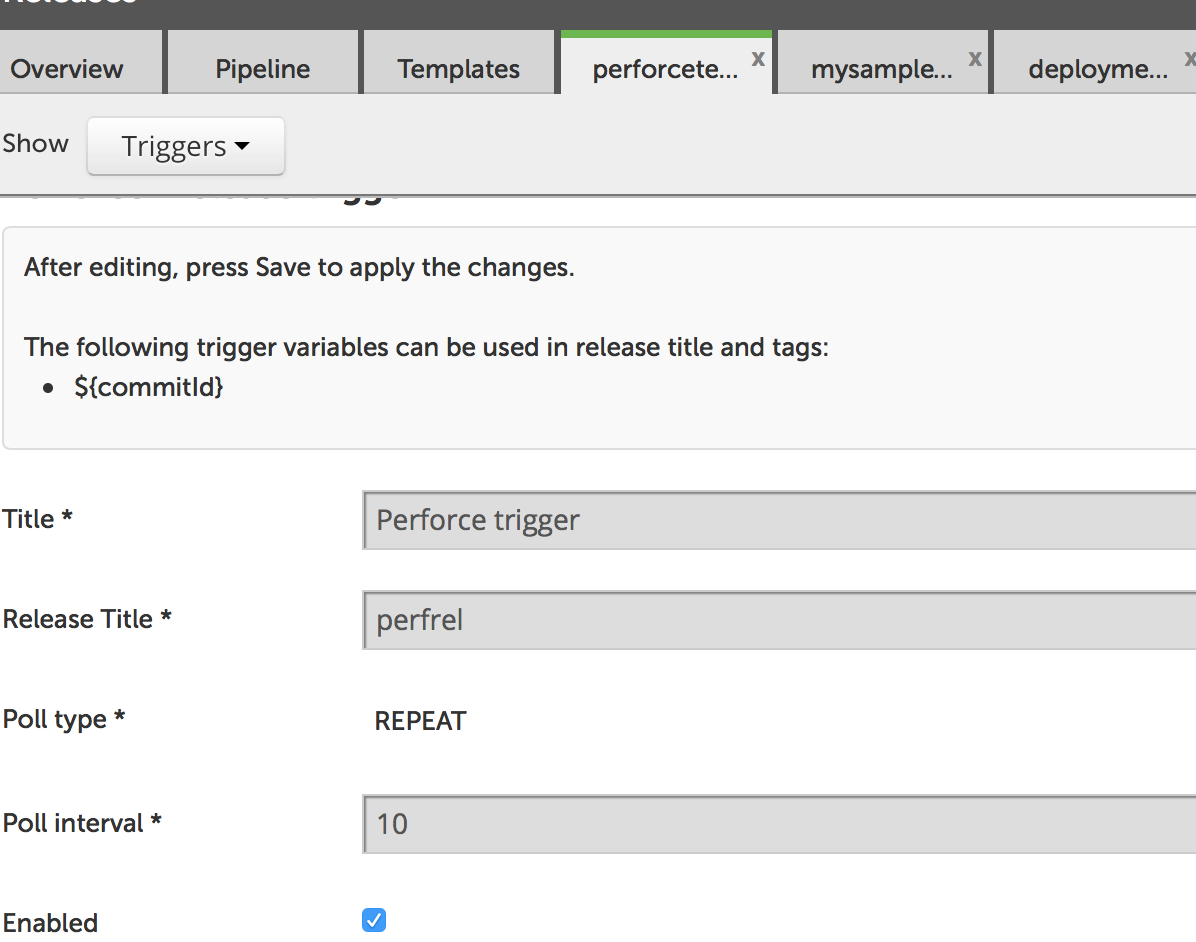 Releases
Overview
Pipeline
Templates
perforcete... x
mysample... x
deployme... x
Show
Triggers
After editing, press Save to apply the changes.
The following trigger variables can be used in release title and tags:
• ${commitId}
Title *
Perforce trigger
Release Title *
perfrel
Poll type *
REPEAT
Poll interval *
10
Enabled